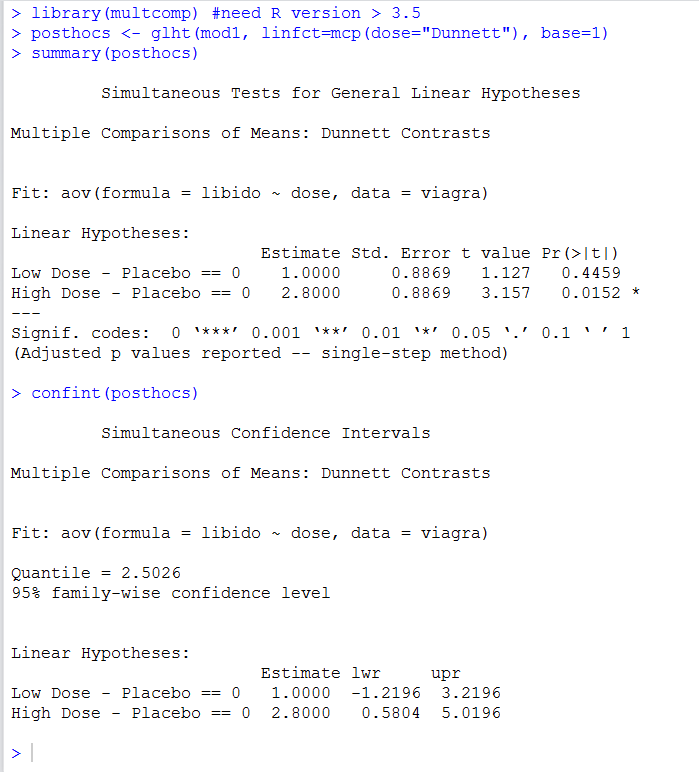 > library(multcomp) #need R version > 3.5
> posthocs <- glht(mod1, linfct=mcp(dose="Dunnett"), base=1)
> summary(posthocs)
Simultaneous Tests for General Linear Hypotheses
Multiple Comparisons of Means: Dunnett Contrasts
Fit: aov(formula = libido ~ dose, data = viagra)
Linear Hypotheses:
Estimate Std. Error t value Pr(>|t|)
Low Dose - Placebo == 0 1.0000 0.8869 1.127 0.4459
High Dose - Placebo == 0 2.8000 0.8869 3.157 0.0152 *
---
Signif. codes: 0 ‘***’ 0.001 ‘**’ 0.01 ‘*’ 0.05 ‘.’ 0.1 ‘ ’ 1
(Adjusted p values reported -- single-step method)
> confint(posthocs)
Simultaneous Confidence Intervals
Multiple Comparisons of Means: Dunnett Contrasts
Fit: aov(formula = libido ~ dose, data = viagra)
Quantile = 2.5026
95% family-wise confidence level
Linear Hypotheses:
Estimate lwr upr
Low Dose - Placebo == 0 1.0000 -1.2196 3.2196
High Dose - Placebo == 0 2.8000 0.5804 5.0196
>